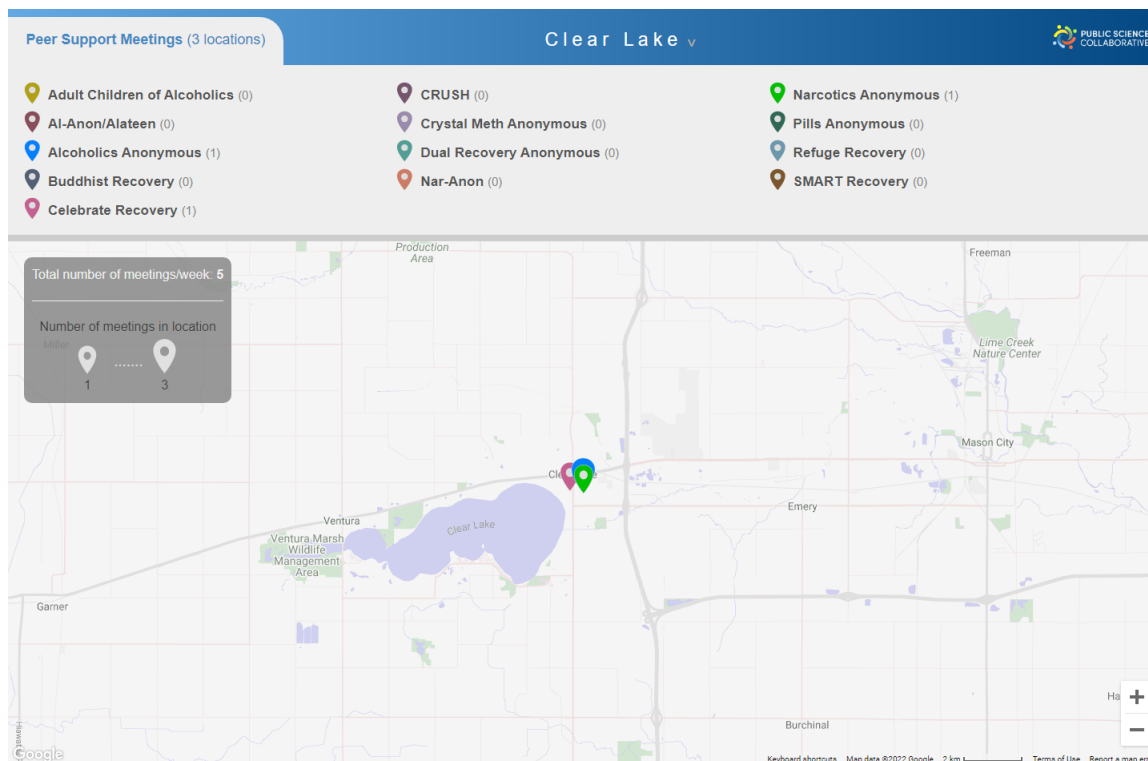 Peer Support Meetings (3 locations)
Clear Lake v
PUBLIC SCIENCE
COLLABORATIVE
Adult Children of Alcoholics (0)
Al-Anon/Alateen (0)
Alcoholics Anonymous (1)
Buddhist Recovery (0)
Celebrate Recovery (1)
CRUSH (0)
Crystal Meth Anonymous (0)
Dual Recovery Anonymous (0)
Nar-Anon (0)
Narcotics Anonymous (1)
Pills Anonymous (0)
Refuge Recovery (0)
SMART Recovery (0)
Total number of meetings/week: 5
Number of meetings in location
1 ....... 3
Miller
Production
Area
Freeman
Lime Creek
Nature Center
Mason City
Emery
Ventura
Clear Lake
Ventura Marsh
Wildlife
Management
Area
Garner
Burchinal
Google
Keyboard shortcuts
Map data ©2022 Google
2 km
Terms of Use
Report a map